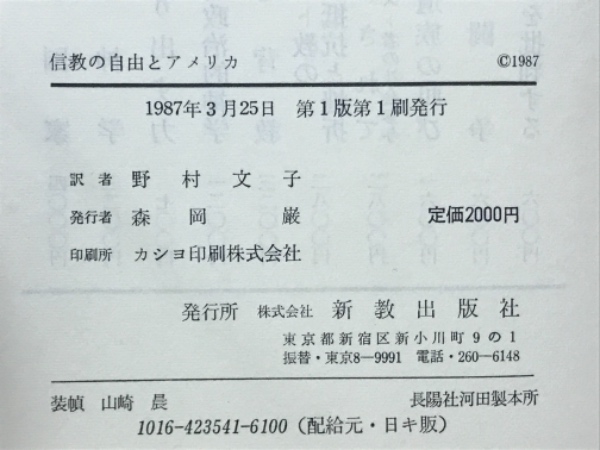 信教の自由とアメリカ ©1987
1987年3月25日 第1版第1刷発行
訳者 野村文子
発行者 森岡巌 定価2000円
印刷所 カショ印刷株式会社
発行所 株式会社 新教出版社
東京都新宿区新小川町9の1
振替・東京8-9991 電話・260-6148
装幀 山崎晨 長陽社河田製本所
1016-423541-6100（配給元・日キ販）